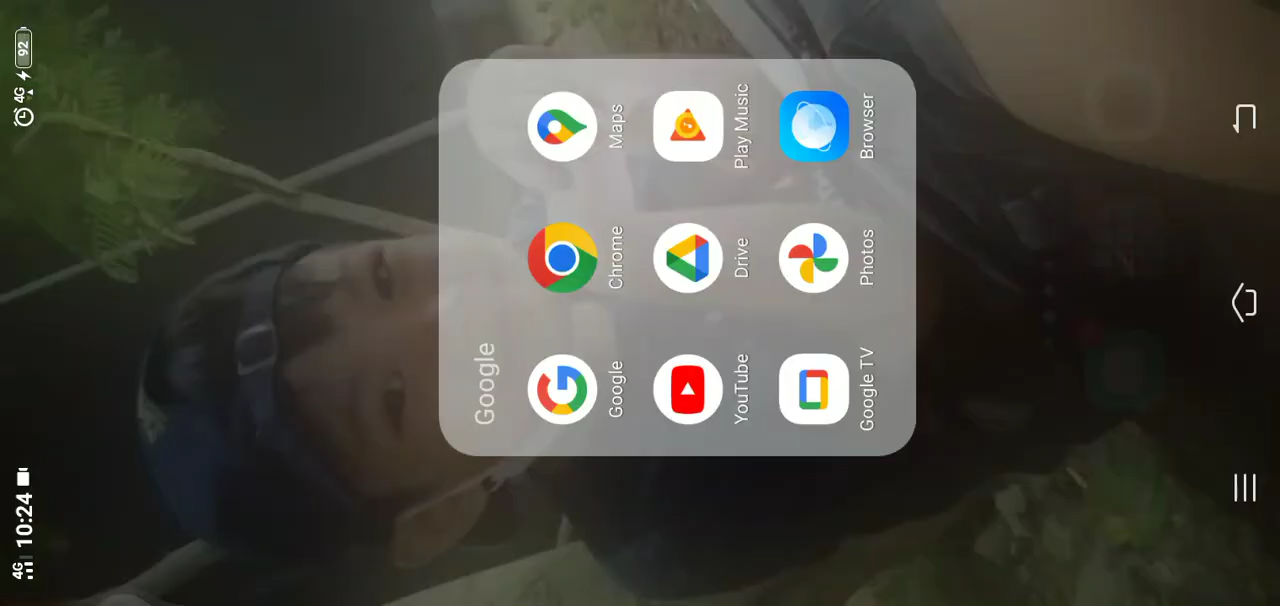 4G 10:24 4G 92
Google
Google Chrome Maps
YouTube Drive Play Music
Google TV Photos Browser